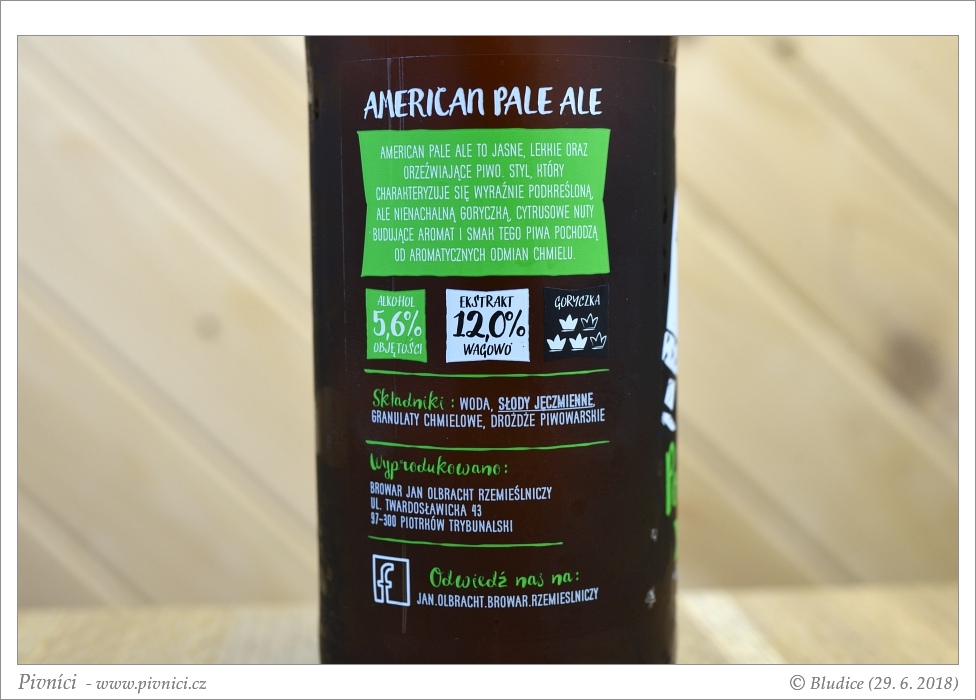 AMERICAN PALE ALE
AMERICAN PALE ALE TO JASNE, LEKKIE ORAZ
ORZEŹWIAJĄCE PIWO. STYL, KTÓRY
CHARAKTERYZUJE SIĘ WYRAŹNIE PODKREŚLONĄ,
ALE NIENACHALNĄ GORYCZKĄ, CYTRUSOWE NUTY
BUDUJĄCE AROMAT I SMAK TEGO PIWA POCHODZĄ
OD AROMATYCZNYCH ODMIAN CHMIELU.
ALKOHOL
5,6%
OBJĘTOŚCI
EKSTRAKT
12,0%
WAGOWO
GORYCZKA
Składniki: WODA, SŁODY JĘCZMIENNE,
GRANULATY CHMIELOWE, DROŻDŻE PIWOWARSKIE
Wyprodukowano:
BROWAR JAN OLBRACHT RZEMIEŚLNICZY
UL. TWARDOSŁAWICKA 43
97-300 PIOTRKÓW TRYBUNALSKI
f
Odwiedź nas na:
JAN.OLBRACHT.BROWAR.RZEMIESLNICZY
Pivníci - www.pivnici.cz
© Bludice (29. 6. 2018)